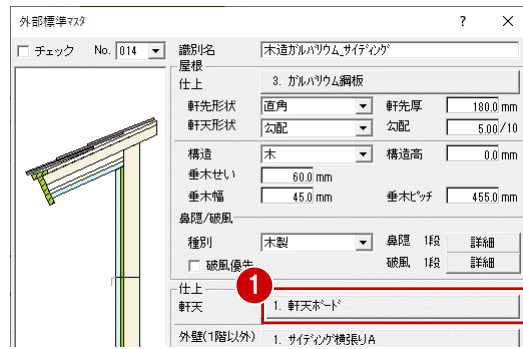 外部標準ﾏｽﾀ ? ×
チェック No. 014 識別名 木造ｶﾞﾙﾊﾞﾘｳﾑ_ｻｲﾃﾞｨﾝｸﾞ
屋根
仕上 3. ｶﾞﾙﾊﾞﾘｳﾑ鋼板
軒先形状 直角 軒先厚 180.0 mm
軒天形状 勾配 勾配 5.00 /10
構造 木 構造高 0.0 mm
垂木せい 60.0 mm
垂木幅 45.0 mm 垂木ﾋﾟｯﾁ 455.0 mm
鼻隠/破風
種別 木製 鼻隠 1段 詳細
破風優先 破風 1段 詳細
1
仕上
軒天 1. 軒天ﾎﾞｰﾄﾞ
外壁(1階以外) 1. ｻｲﾃﾞｨﾝｸﾞ横張りA